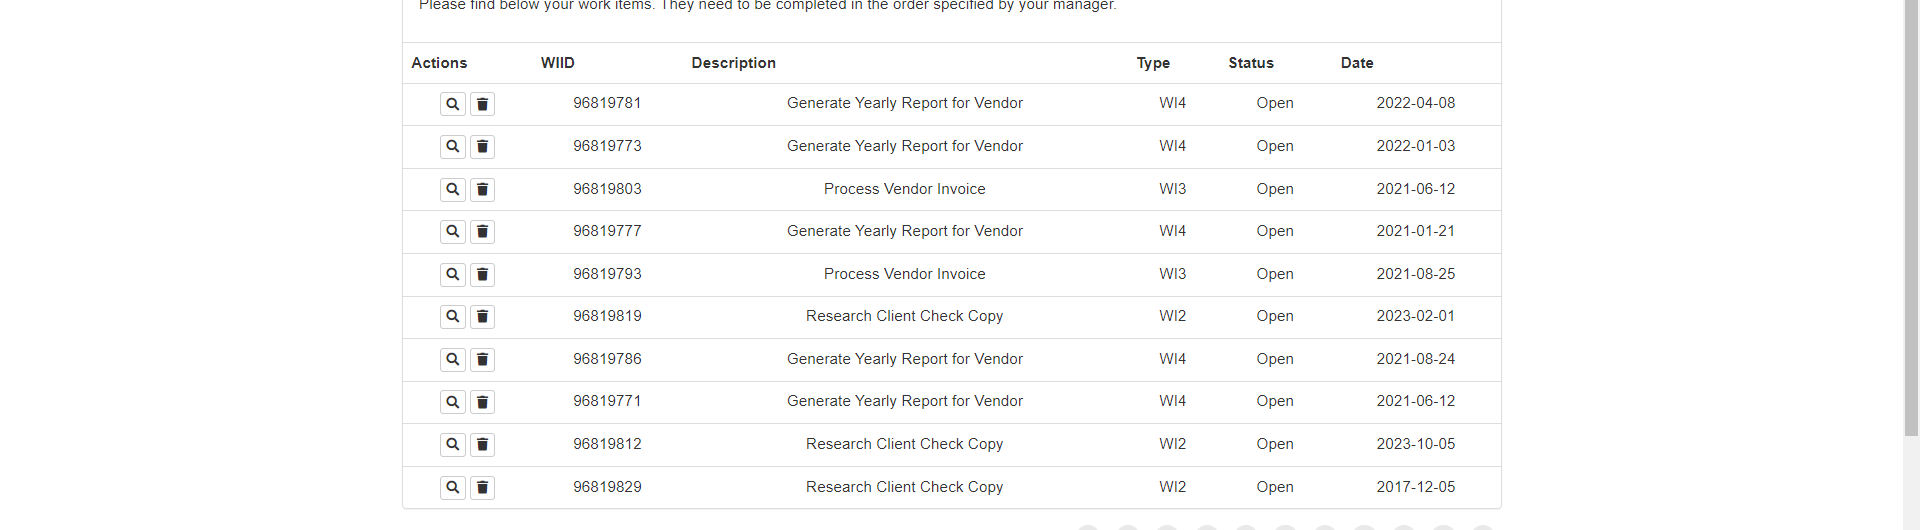 Please find below your work items. They need to be completed in the order specified by your manager.
Actions WIID Description Type Status Date
96819781 Generate Yearly Report for Vendor WI4 Open 2022-04-08
96819773 Generate Yearly Report for Vendor WI4 Open 2022-01-03
96819803 Process Vendor Invoice WI3 Open 2021-06-12
96819777 Generate Yearly Report for Vendor WI4 Open 2021-01-21
96819793 Process Vendor Invoice WI3 Open 2021-08-25
96819819 Research Client Check Copy WI2 Open 2023-02-01
96819786 Generate Yearly Report for Vendor WI4 Open 2021-08-24
96819771 Generate Yearly Report for Vendor WI4 Open 2021-06-12
96819812 Research Client Check Copy WI2 Open 2023-10-05
96819829 Research Client Check Copy WI2 Open 2017-12-05